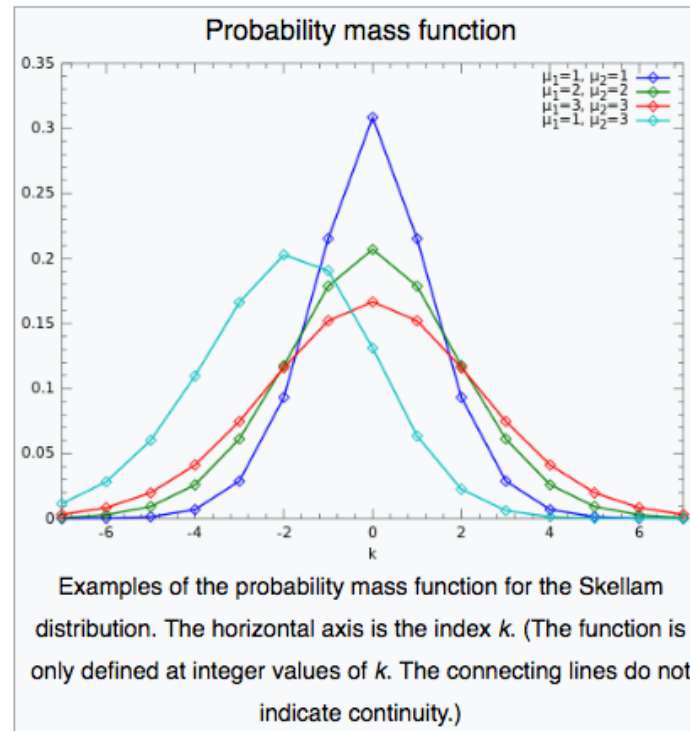 Probability mass function
μ1=1, μ2=1
μ1=2, μ2=2
μ1=3, μ2=3
μ1=1, μ2=3
0.35
0.3
0.25
0.2
0.15
0.1
0.05
0
-6 -4 -2 0 2 4 6
k
Examples of the probability mass function for the Skellam
distribution. The horizontal axis is the index k. (The function is
only defined at integer values of k. The connecting lines do not
indicate continuity.)